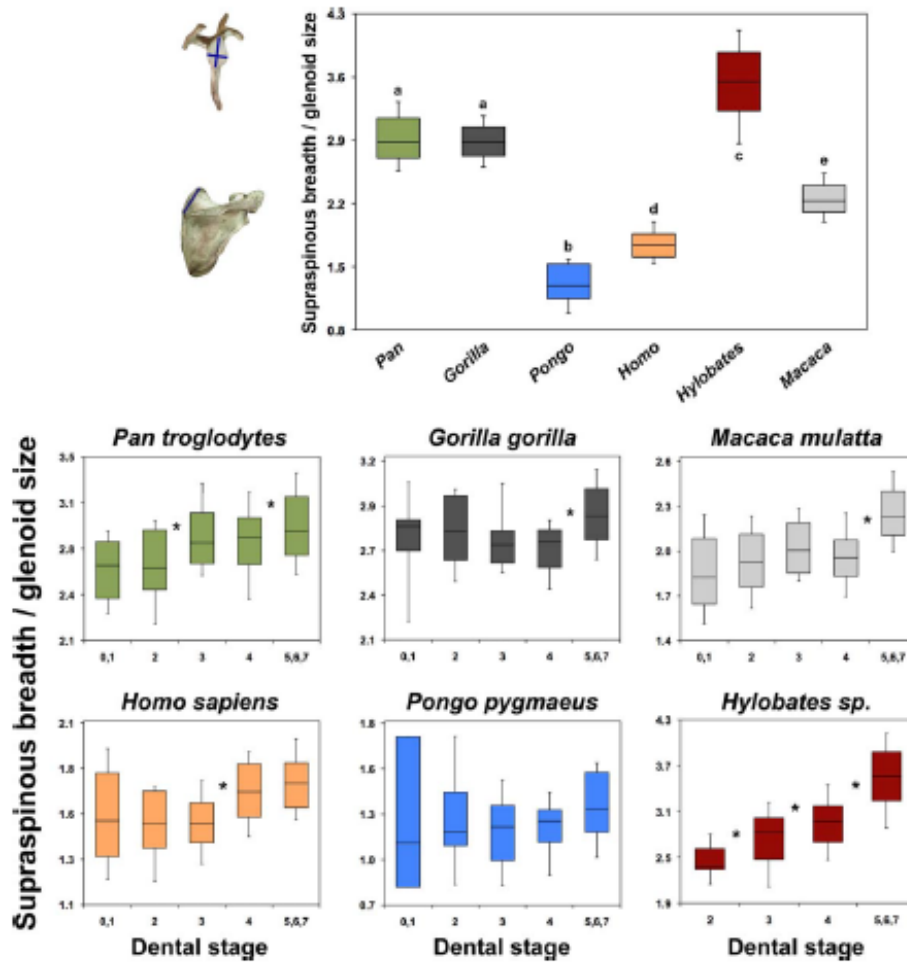 Supraspinous breadth / glenoid size
4.3
3.6
2.9
2.2
1.5
0.8
a
a
b
d
c
e
Pan
Gorilla
Pongo
Homo
Hylobates
Macaca
Supraspinous breadth / glenoid size
Pan troglodytes
3.5
3.1
2.8
2.4
2.1
* *
0,1 2 3 4 5,6,7
Gorilla gorilla
3.2
2.9
2.7
2.4
2.1
*
0,1 2 3 4 5,6,7
Macaca mulatta
2.6
2.3
2.0
1.7
1.4
*
0,1 2 3 4 5,6,7
Homo sapiens
2.1
1.8
1.6
1.3
1.1
*
0,1 2 3 4 5,6,7
Dental stage
Pongo pygmaeus
1.8
1.5
1.3
1.0
0.7
0,1 2 3 4 5,6,7
Dental stage
Hylobates sp.
4.3
3.7
3.1
2.5
1.9
* * *
2 3 4 5,6,7
Dental stage